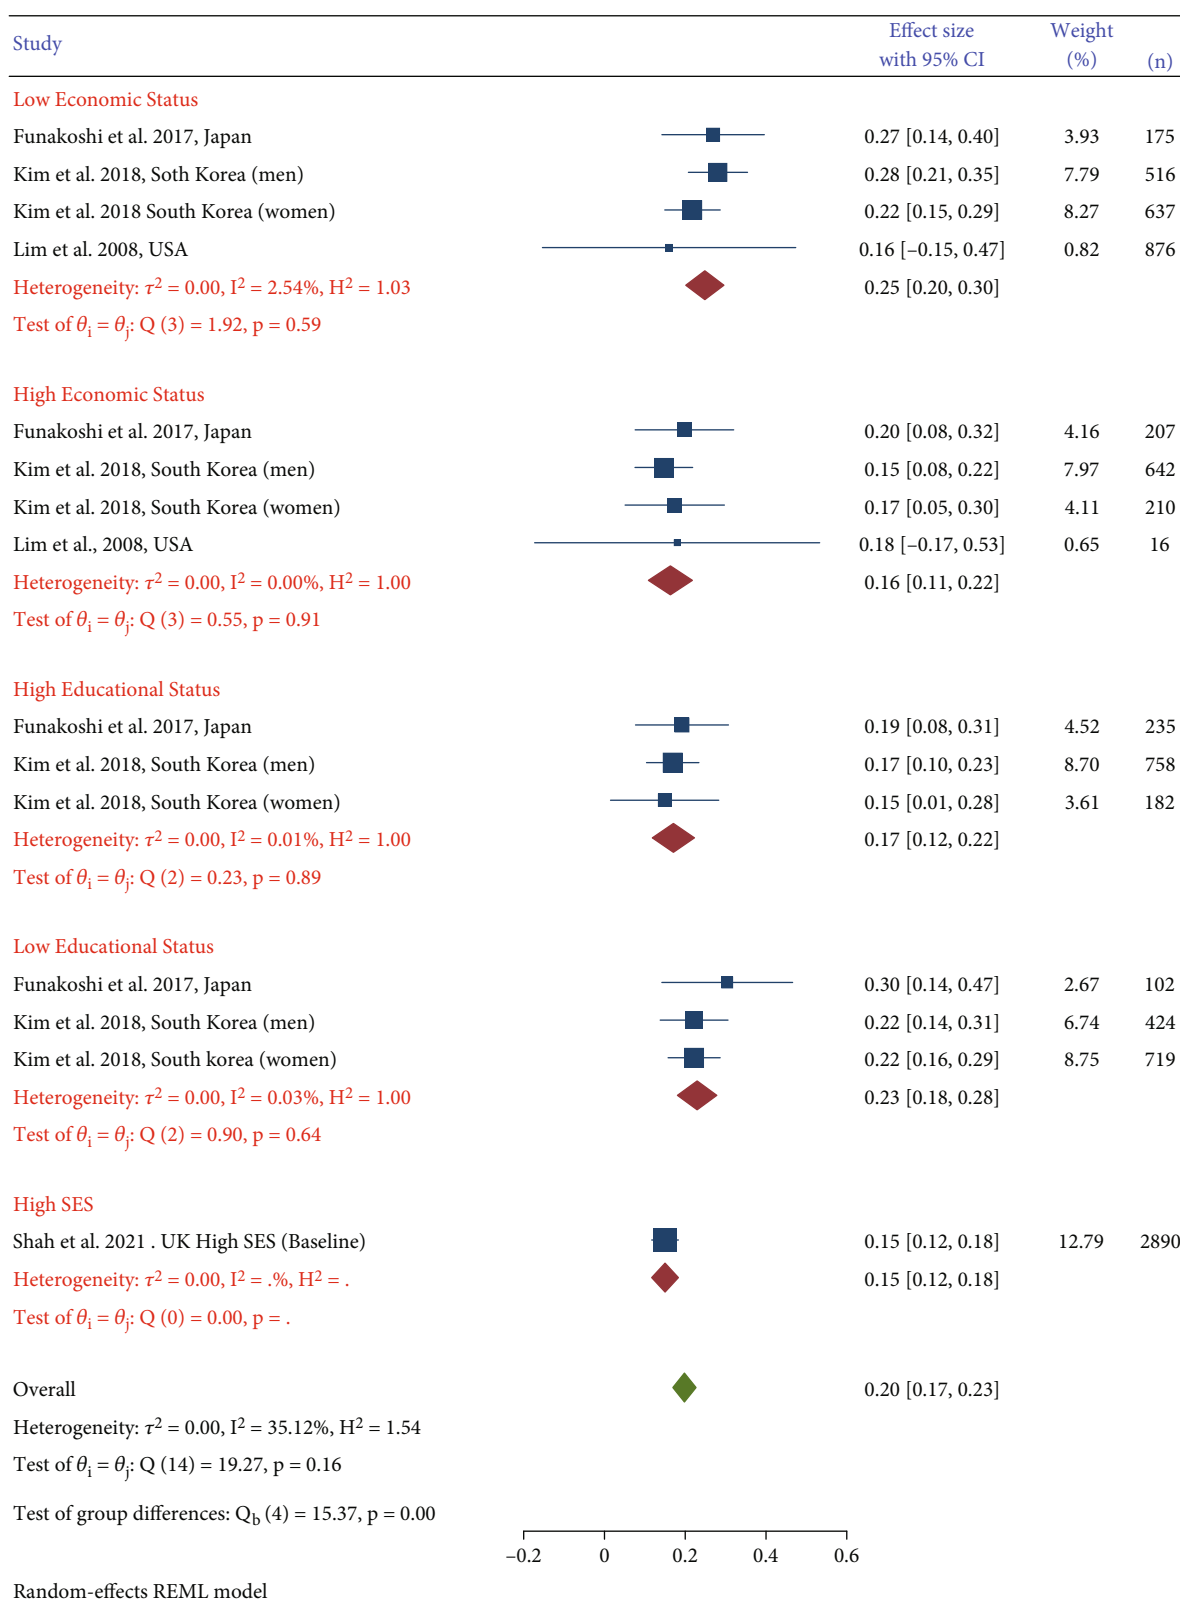 Study Effect size with 95% CI Weight (%) (n)
Low Economic Status
Funakoshi et al. 2017, Japan 0.27 [0.14, 0.40] 3.93 175
Kim et al. 2018, Soth Korea (men) 0.28 [0.21, 0.35] 7.79 516
Kim et al. 2018 South Korea (women) 0.22 [0.15, 0.29] 8.27 637
Lim et al. 2008, USA 0.16 [–0.15, 0.47] 0.82 876
Heterogeneity: τ² = 0.00, I² = 2.54%, H² = 1.03 0.25 [0.20, 0.30]
Test of θi = θj: Q (3) = 1.92, p = 0.59
High Economic Status
Funakoshi et al. 2017, Japan 0.20 [0.08, 0.32] 4.16 207
Kim et al. 2018, South Korea (men) 0.15 [0.08, 0.22] 7.97 642
Kim et al. 2018, South Korea (women) 0.17 [0.05, 0.30] 4.11 210
Lim et al., 2008, USA 0.18 [–0.17, 0.53] 0.65 16
Heterogeneity: τ² = 0.00, I² = 0.00%, H² = 1.00 0.16 [0.11, 0.22]
Test of θi = θj: Q (3) = 0.55, p = 0.91
High Educational Status
Funakoshi et al. 2017, Japan 0.19 [0.08, 0.31] 4.52 235
Kim et al. 2018, South Korea (men) 0.17 [0.10, 0.23] 8.70 758
Kim et al. 2018, South Korea (women) 0.15 [0.01, 0.28] 3.61 182
Heterogeneity: τ² = 0.00, I² = 0.01%, H² = 1.00 0.17 [0.12, 0.22]
Test of θi = θj: Q (2) = 0.23, p = 0.89
Low Educational Status
Funakoshi et al. 2017, Japan 0.30 [0.14, 0.47] 2.67 102
Kim et al. 2018, South Korea (men) 0.22 [0.14, 0.31] 6.74 424
Kim et al. 2018, South korea (women) 0.22 [0.16, 0.29] 8.75 719
Heterogeneity: τ² = 0.00, I² = 0.03%, H² = 1.00 0.23 [0.18, 0.28]
Test of θi = θj: Q (2) = 0.90, p = 0.64
High SES
Shah et al. 2021 . UK High SES (Baseline) 0.15 [0.12, 0.18] 12.79 2890
Heterogeneity: τ² = 0.00, I² = .%, H² = . 0.15 [0.12, 0.18]
Test of θi = θj: Q (0) = 0.00, p = .
Overall 0.20 [0.17, 0.23]
Heterogeneity: τ² = 0.00, I² = 35.12%, H² = 1.54
Test of θi = θj: Q (14) = 19.27, p = 0.16
Test of group differences: Qb (4) = 15.37, p = 0.00
–0.2 0 0.2 0.4 0.6
Random-effects REML model